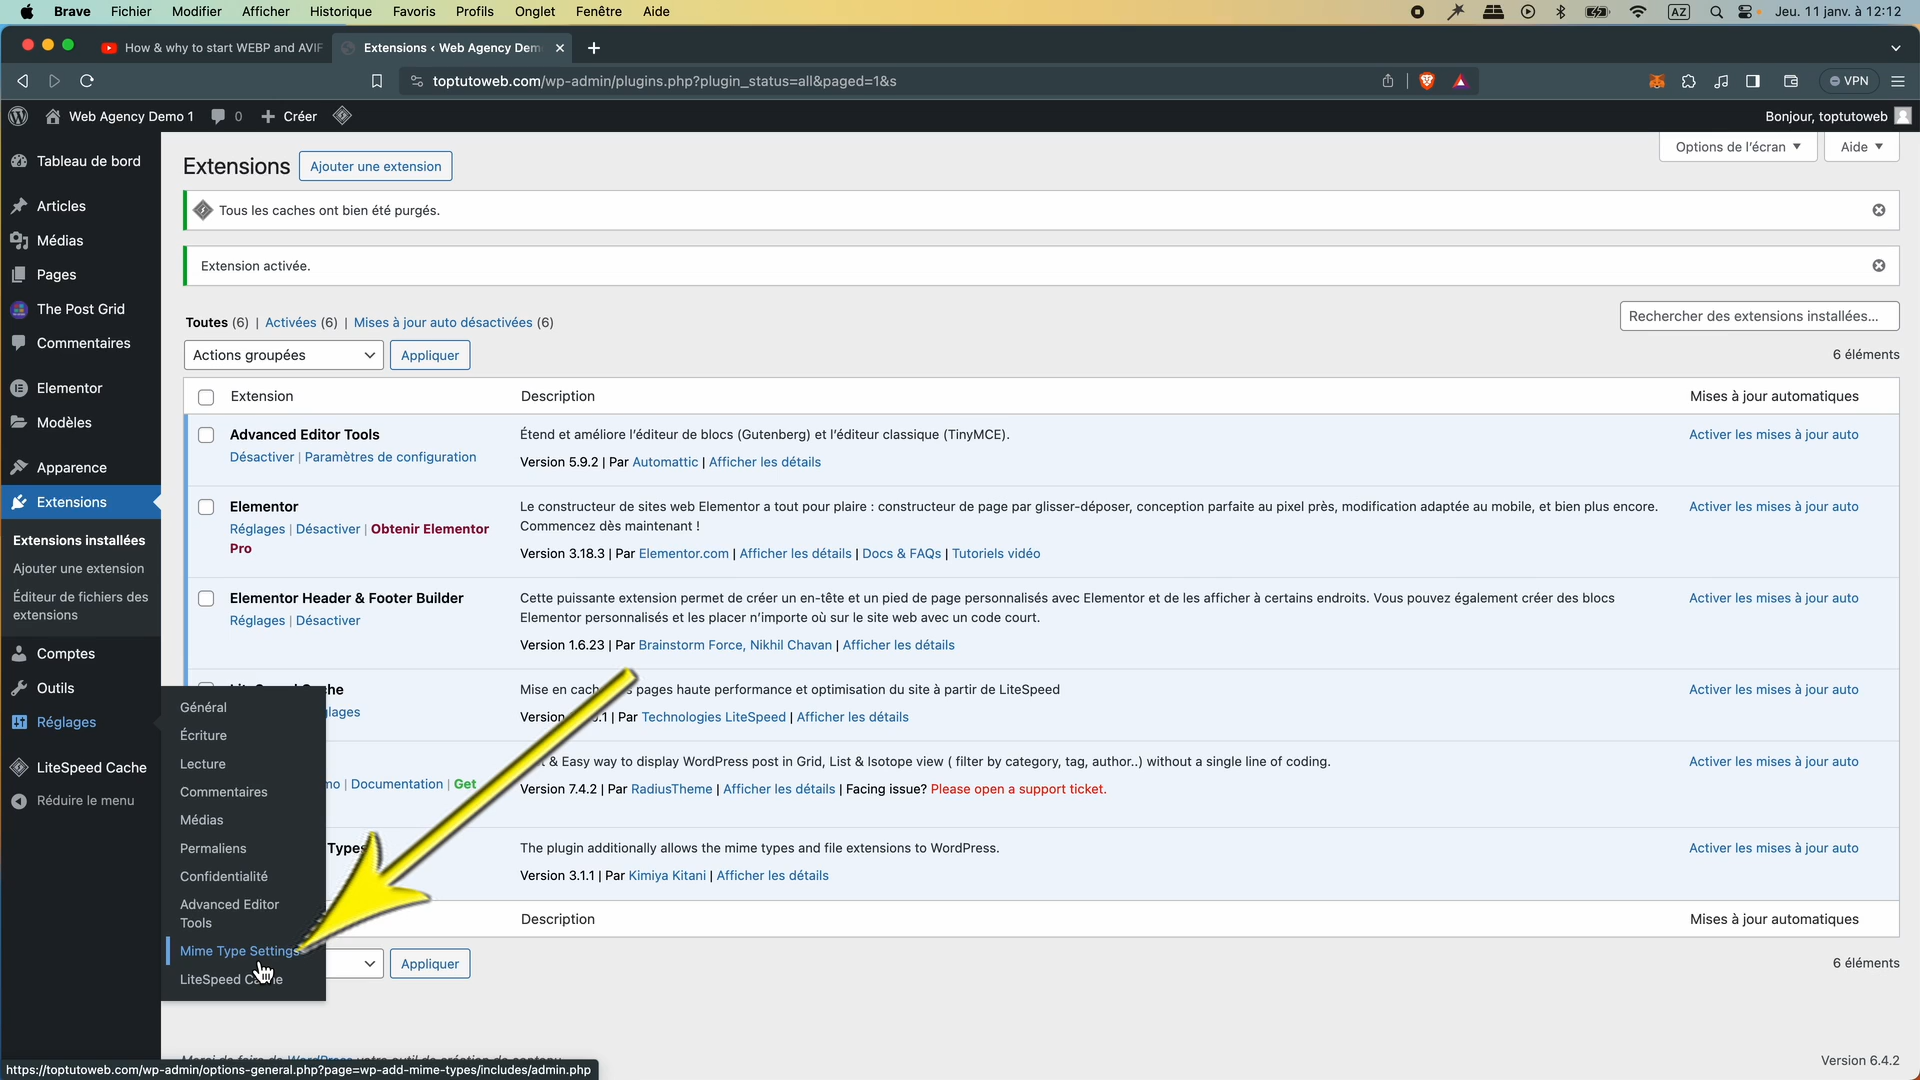 Brave Fichier Modifier Afficher Historique Favoris Profils Onglet Fenêtre Aide AZ Jeu. 11 janv. à 12:12
How & why to start WEBP and AVIF
Extensions ‹ Web Agency Dem
toptutoweb.com/wp-admin/plugins.php?plugin_status=all&paged=1&s
VPN
Web Agency Demo 1 0 Créer
Bonjour, toptutoweb
Tableau de bord
Articles
Médias
Pages
The Post Grid
Commentaires
Elementor
Modèles
Apparence
Extensions
Extensions installées
Ajouter une extension
Éditeur de fichiers des
extensions
Comptes
Outils
Réglages
LiteSpeed Cache
Réduire le menu
Général
Écriture
Lecture
Commentaires
Médias
Permaliens
Confidentialité
Advanced Editor
Tools
Mime Type Settings
LiteSpeed
Options de l'écran Aide
Extensions Ajouter une extension
Tous les caches ont bien été purgés.
Extension activée.
Toutes (6) | Activées (6) | Mises à jour auto désactivées (6)
Rechercher des extensions installées...
Actions groupées Appliquer
6 éléments
Extension Description Mises à jour automatiques
Advanced Editor Tools
Désactiver | Paramètres de configuration
Étend et améliore l'éditeur de blocs (Gutenberg) et l'éditeur classique (TinyMCE).
Version 5.9.2 | Par Automattic | Afficher les détails
Activer les mises à jour auto
Elementor
Réglages | Désactiver | Obtenir Elementor
Pro
Le constructeur de sites web Elementor a tout pour plaire : constructeur de page par glisser-déposer, conception parfaite au pixel près, modification adaptée au mobile, et bien plus encore.
Commencez dès maintenant !
Version 3.18.3 | Par Elementor.com | Afficher les détails | Docs & FAQs | Tutoriels vidéo
Activer les mises à jour auto
Elementor Header & Footer Builder
Réglages | Désactiver
Cette puissante extension permet de créer un en-tête et un pied de page personnalisés avec Elementor et de les afficher à certains endroits. Vous pouvez également créer des blocs
Elementor personnalisés et les placer n'importe où sur le site web avec un code court.
Version 1.6.23 | Par Brainstorm Force, Nikhil Chavan | Afficher les détails
Activer les mises à jour auto
Mise en pages haute performance et optimisation du site à partir de LiteSpeed
Version | Par Technologies LiteSpeed | Afficher les détails
Activer les mises à jour auto
| Documentation | Get
& Easy way to display WordPress post in Grid, List & Isotope view ( filter by category, tag, author..) without a single line of coding.
Version 7.4.2 | Par RadiusTheme | Afficher les détails | Facing issue? Please open a support ticket.
Activer les mises à jour auto
Types
The plugin additionally allows the mime types and file extensions to WordPress.
Version 3.1.1 | Par Kimiya Kitani | Afficher les détails
Activer les mises à jour auto
Description Mises à jour automatiques
Appliquer
6 éléments
Version 6.4.2
https://toptutoweb.com/wp-admin/options-general.php?page=wp-add-mime-types/includes/admin.php